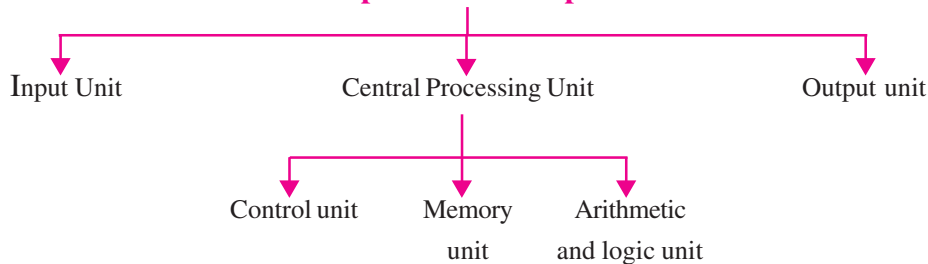 Input Unit Central Processing Unit Output unit
Control unit Memory Arithmetic
unit and logic unit